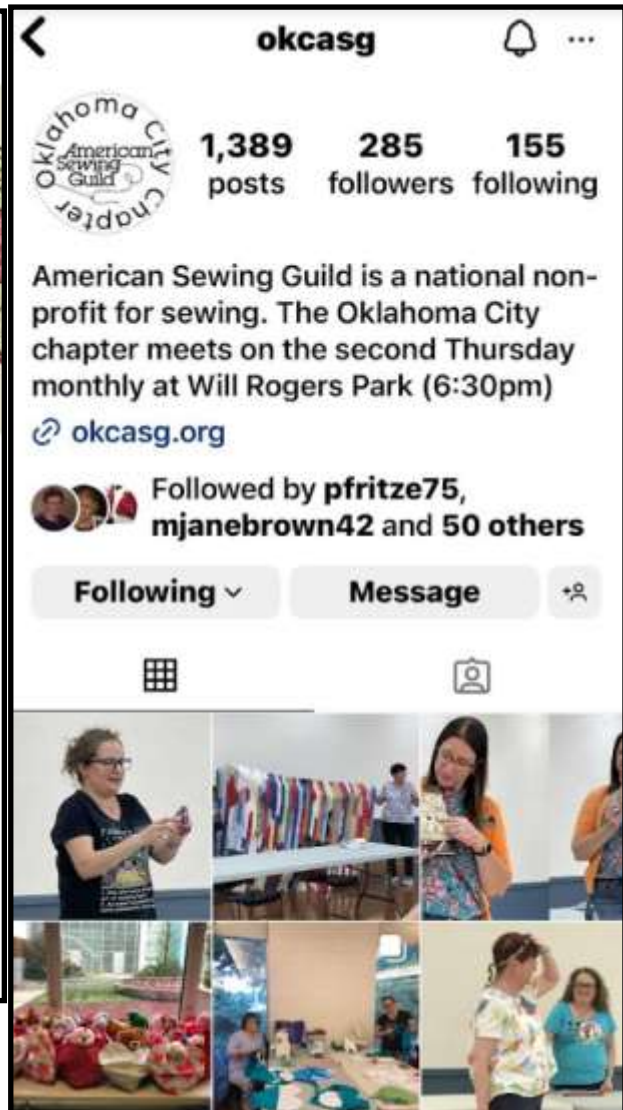 okcasg
Oklahoma City Chapter
American
Sewing
Guild
1,389 285 155
posts followers following
American Sewing Guild is a national non-
profit for sewing. The Oklahoma City
chapter meets on the second Thursday
monthly at Will Rogers Park (6:30pm)
okcasg.org
Followed by pfritze75,
mjanebrown42 and 50 others
Following Message